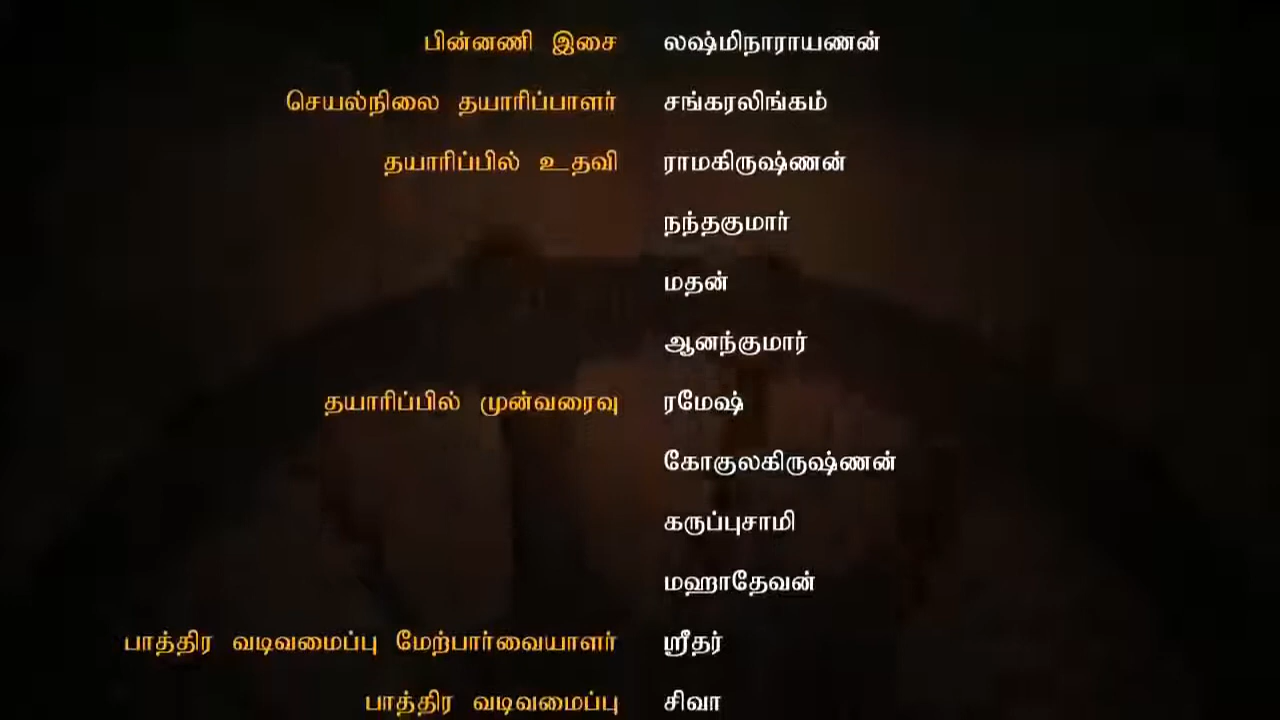 பின்னணி இசை லஷ்மிநாராயணன்
செயல்நிலை தயாரிப்பாளர் சங்கரலிங்கம்
தயாரிப்பில் உதவி ராமகிருஷ்ணன்
நந்தகுமார்
மதன்
ஆனந்குமார்
தயாரிப்பில் முன்வரைவு ரமேஷ்
கோகுலகிருஷ்ணன்
கருப்புசாமி
மஹாதேவன்
பாத்திர வடிவமைப்பு மேற்பார்வையாளர் ஸ்ரீதர்
பாத்திர வடிவமைப்பு சிவா